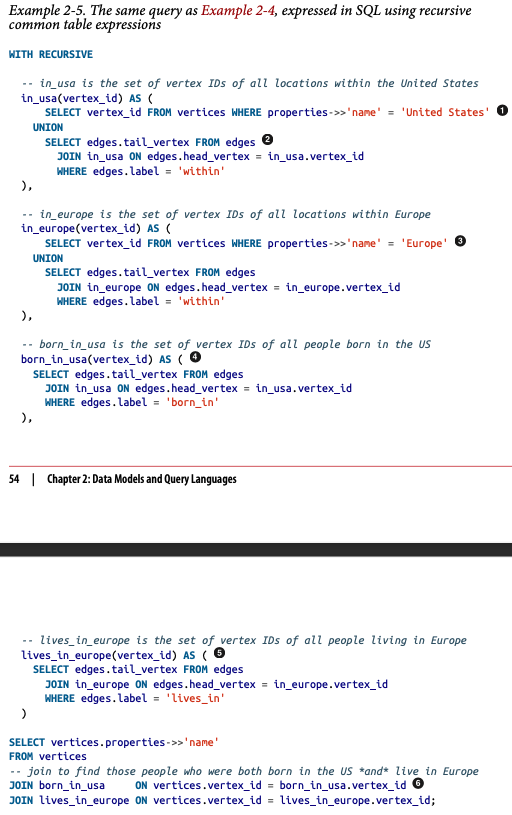 Example 2-5. The same query as Example 2-4, expressed in SQL using recursive
common table expressions
WITH RECURSIVE
-- in_usa is the set of vertex IDs of all locations within the United States
in_usa(vertex_id) AS (
SELECT vertex_id FROM vertices WHERE properties->>'name' = 'United States' ❶
UNION
SELECT edges.tail_vertex FROM edges ❷
JOIN in_usa ON edges.head_vertex = in_usa.vertex_id
WHERE edges.label = 'within'
),
-- in_europe is the set of vertex IDs of all locations within Europe
in_europe(vertex_id) AS (
SELECT vertex_id FROM vertices WHERE properties->>'name' = 'Europe' ❸
UNION
SELECT edges.tail_vertex FROM edges
JOIN in_europe ON edges.head_vertex = in_europe.vertex_id
WHERE edges.label = 'within'
),
-- born_in_usa is the set of vertex IDs of all people born in the US
born_in_usa(vertex_id) AS ( ❹
SELECT edges.tail_vertex FROM edges
JOIN in_usa ON edges.head_vertex = in_usa.vertex_id
WHERE edges.label = 'born_in'
),
54 | Chapter 2: Data Models and Query Languages
-- lives_in_europe is the set of vertex IDs of all people living in Europe
lives_in_europe(vertex_id) AS ( ❺
SELECT edges.tail_vertex FROM edges
JOIN in_europe ON edges.head_vertex = in_europe.vertex_id
WHERE edges.label = 'lives_in'
)
SELECT vertices.properties->>'name'
FROM vertices
-- join to find those people who were both born in the US *and* live in Europe
JOIN born_in_usa ON vertices.vertex_id = born_in_usa.vertex_id ❻
JOIN lives_in_europe ON vertices.vertex_id = lives_in_europe.vertex_id;